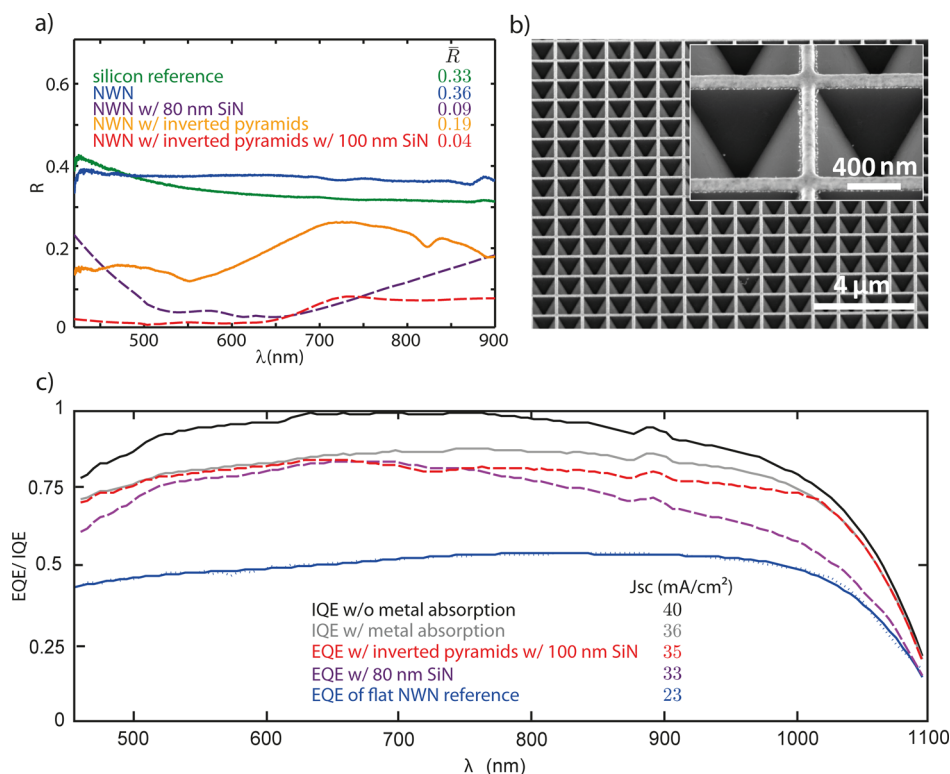 a)
R̅
silicon reference 0.33
NWN 0.36
NWN w/ 80 nm SiN 0.09
NWN w/ inverted pyramids 0.19
NWN w/ inverted pyramids w/ 100 nm SiN 0.04
0.6
0.4
0.2
0
R
500 600 700 800 900
λ(nm)
b)
400 nm
4 µm
c)
1
0.75
0.5
0.25
0
EQE/ IQE
Jsc (mA/cm²)
IQE w/o metal absorption 40
IQE w/ metal absorption 36
EQE w/ inverted pyramids w/ 100 nm SiN 35
EQE w/ 80 nm SiN 33
EQE of flat NWN reference 23
500 600 700 800 900 1000 1100
λ (nm)